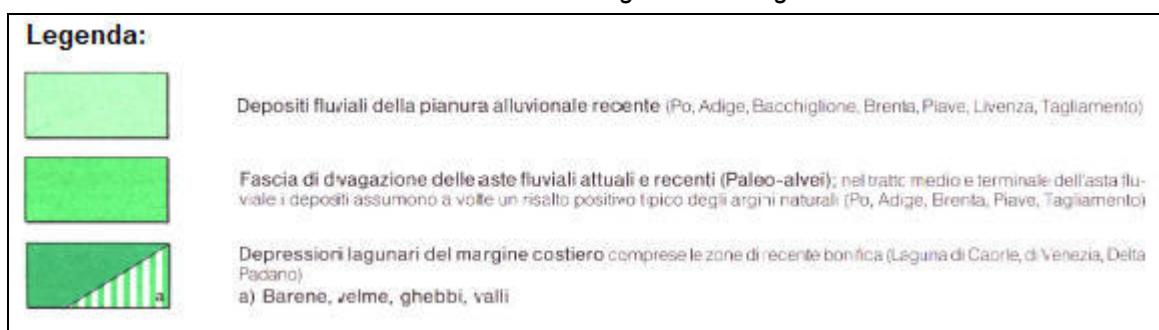 Legenda:
Depositi fluviali della pianura alluvionale recente (Po, Adige, Bacchiglione, Brenta, Piave, Livenza, Tagliamento)
Fascia di divagazione delle aste fluviali attuali e recenti (Paleo-alvei); nel tratto medio e terminale dell'asta flu-
viale i depositi assumono a volte un risalto positivo tipico degli argini naturali (Po, Adige, Brenta, Piave, Tagliamento)
Depressioni lagunari del margine costiero comprese le zone di recente bonifica (Laguna di Caorle, di Venezia, Delta
Padano)
a
a) Barene, velme, ghebbi, valli